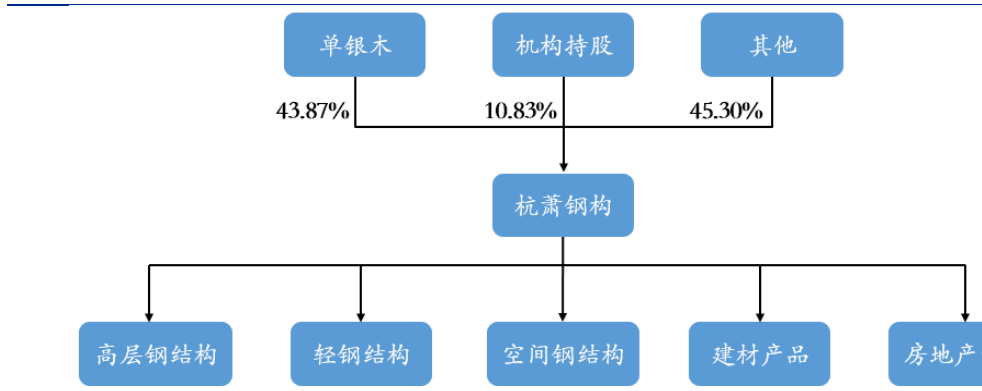 单银木
机构持股
其他
43.87%
10.83%
45.30%
杭萧钢构
高层钢结构
轻钢结构
空间钢结构
建材产品
房地产